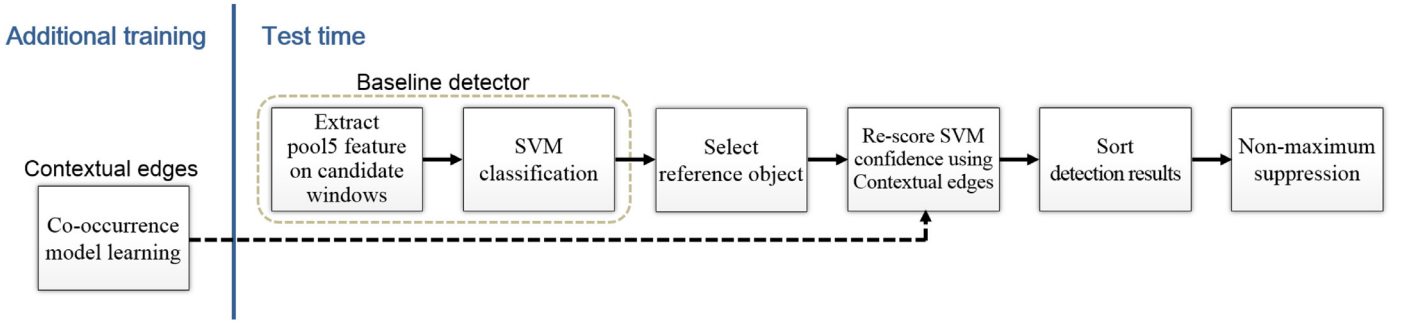 Additional training
Test time
Baseline detector
Extract
pool5 feature
on candidate
windows
SVM
classification
Select
reference object
Re-score SVM
confidence using
Contextual edges
Sort
detection results
Non-maximum
suppression
Contextual edges
Co-occurrence
model learning